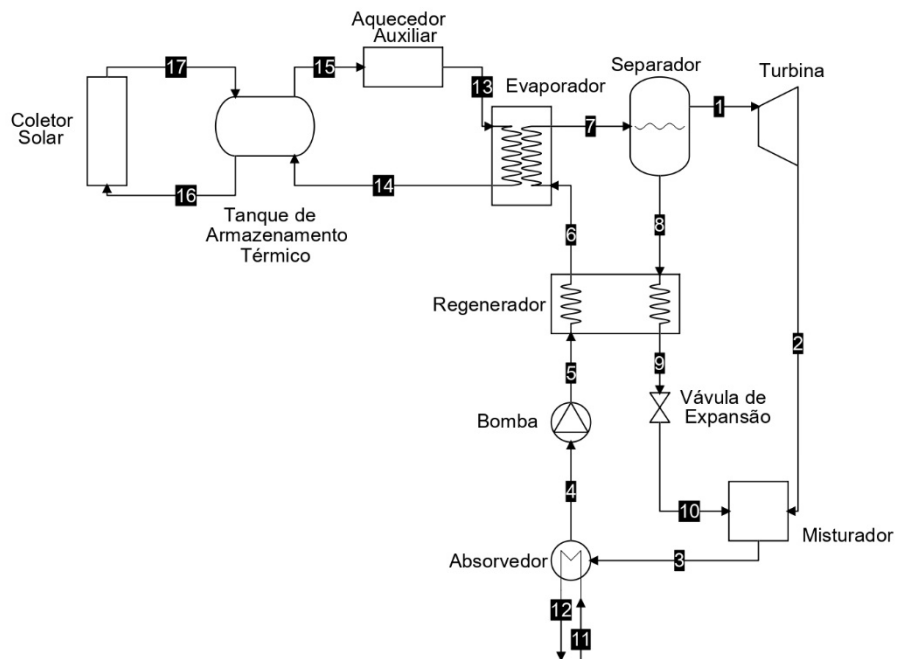 Aquecedor
Auxiliar
17
15
Separador
Turbina
13
Evaporador
1
Coletor
Solar
7
14
16
Tanque de
Armazenamento
Térmico
6
8
Regenerador
2
5
9
Vávula de
Expansão
Bomba
4
10
Misturador
Absorvedor
3
12
11